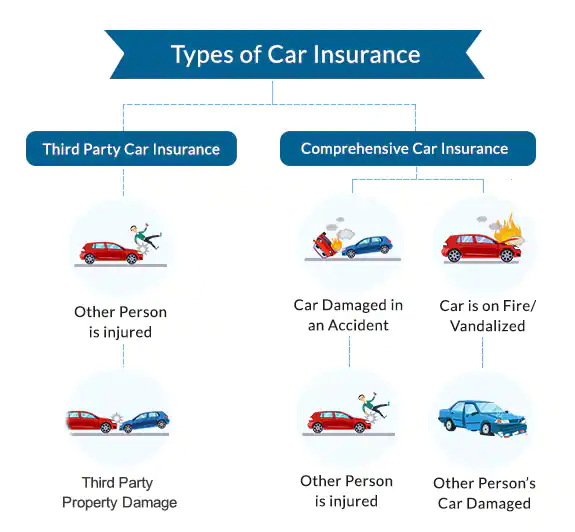 Types of Car Insurance
Third Party Car Insurance
Comprehensive Car Insurance
Other Person
is injured
Car Damaged in
an Accident
Car is on Fire/
Vandalized
Third Party
Property Damage
Other Person
is injured
Other Person's
Car Damaged